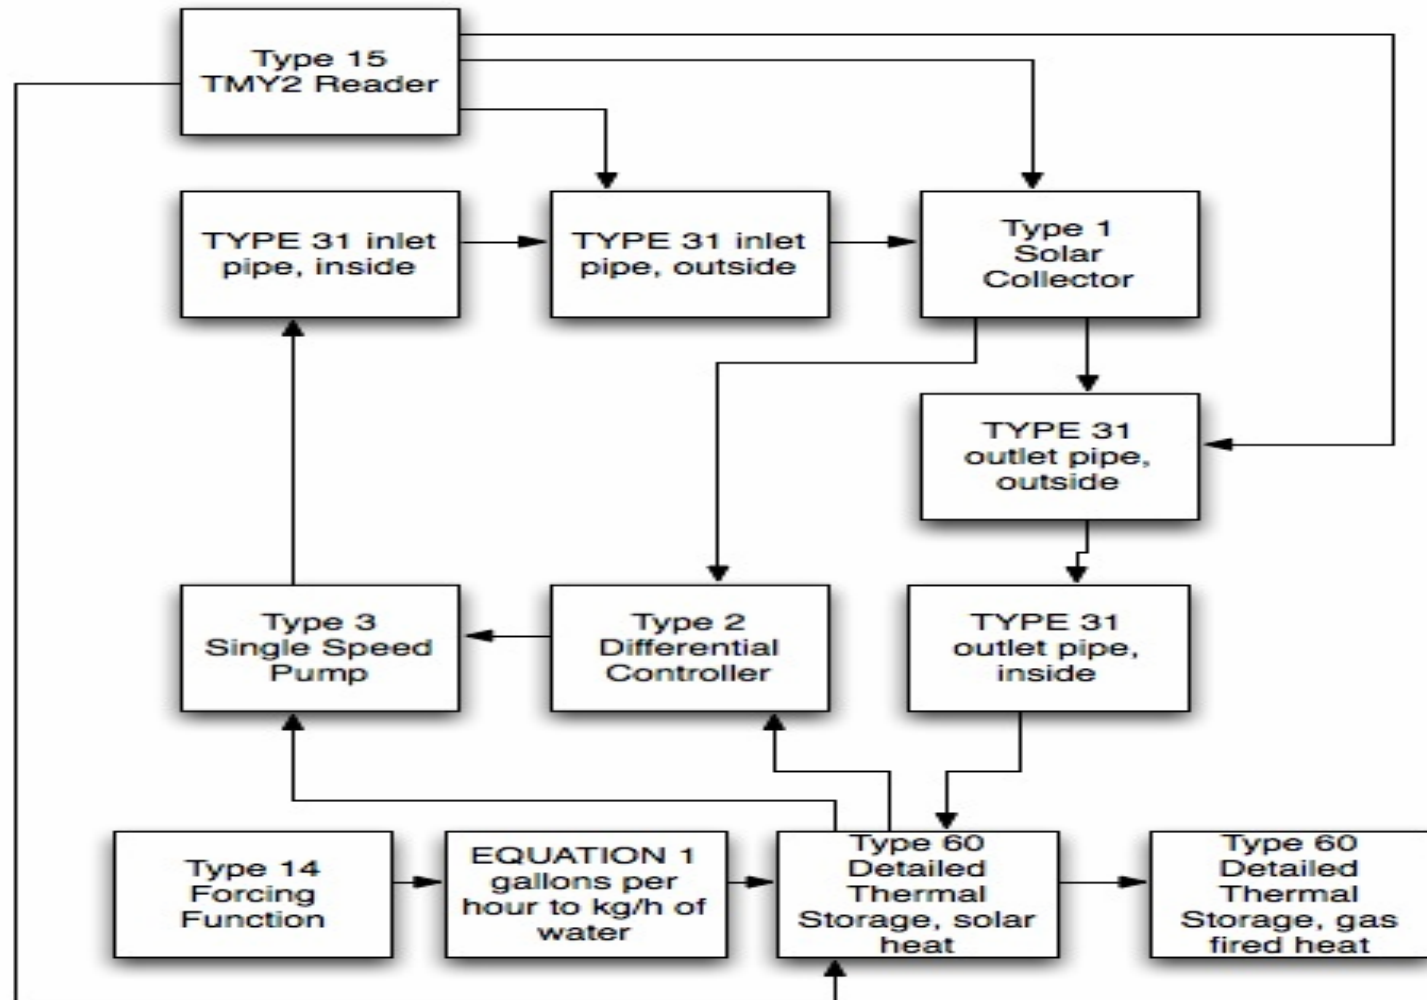 Type 15
TMY2 Reader
TYPE 31 inlet
pipe, inside
TYPE 31 inlet
pipe, outside
Type 1
Solar
Collector
TYPE 31
outlet pipe,
outside
Type 3
Single Speed
Pump
Type 2
Differential
Controller
TYPE 31
outlet pipe,
inside
Type 14
Forcing
Function
EQUATION 1
gallons per
hour to kg/h of
water
Type 60
Detailed
Thermal
Storage, solar
heat
Type 60
Detailed
Thermal
Storage, gas
fired heat